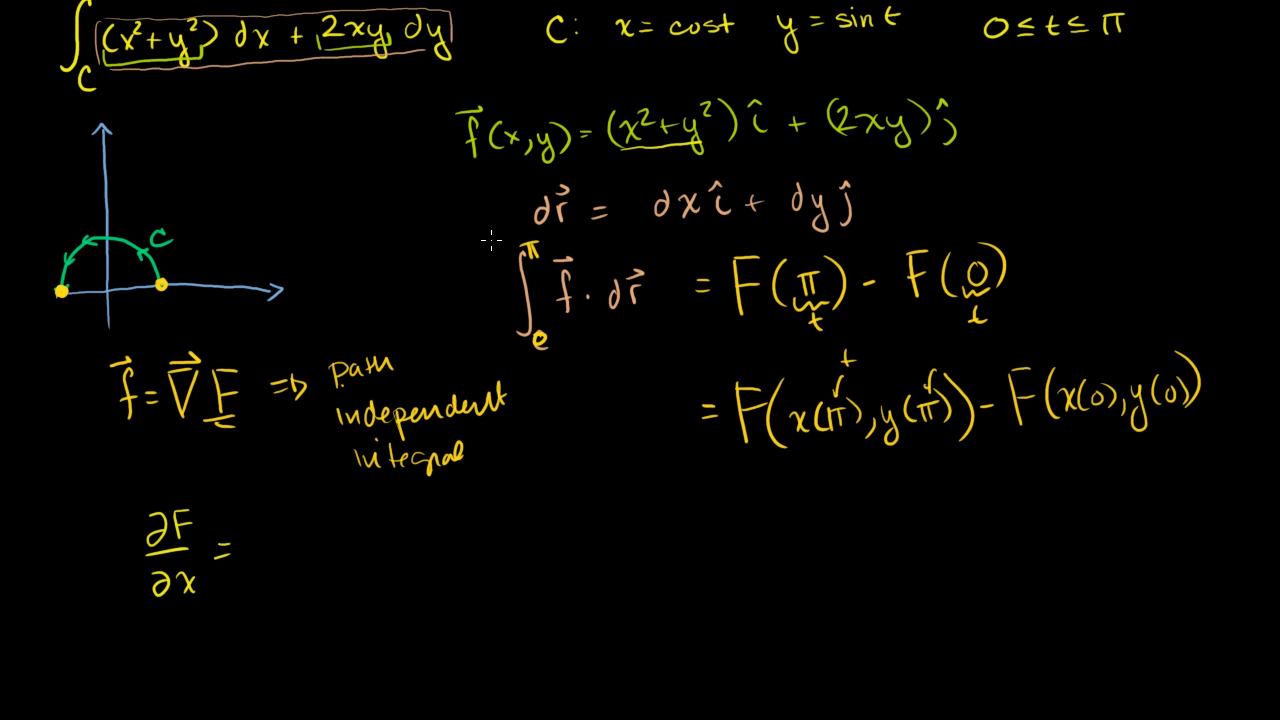 ∫_C (x²+y²) dx + 2xy dy    C: x = cos t  y = sin t    0 ≤ t ≤ π
f⃗(x,y) = (x²+y²) î + (2xy) ĵ
dr⃗ = dx î + dy ĵ
C
∫_0^π f⃗ · dr⃗ = F(π) - F(0)
t    t
f⃗ = ∇⃗F ⇒ Path
independent
integral
t
= F(x(π), y(π)) - F(x(0), y(0))
∂F/∂x =